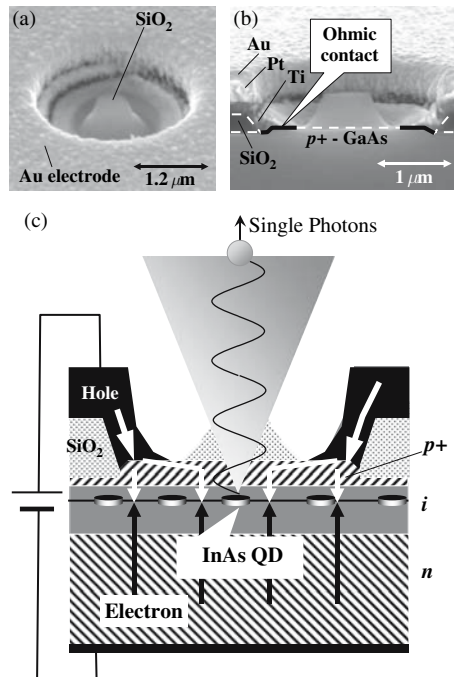 (a)
SiO2
Au electrode
1.2 μm
(b)
Ohmic
contact
Au
Pt
Ti
SiO2
p+ - GaAs
1 μm
(c)
Single Photons
Hole
SiO2
p+
i
InAs QD
n
Electron